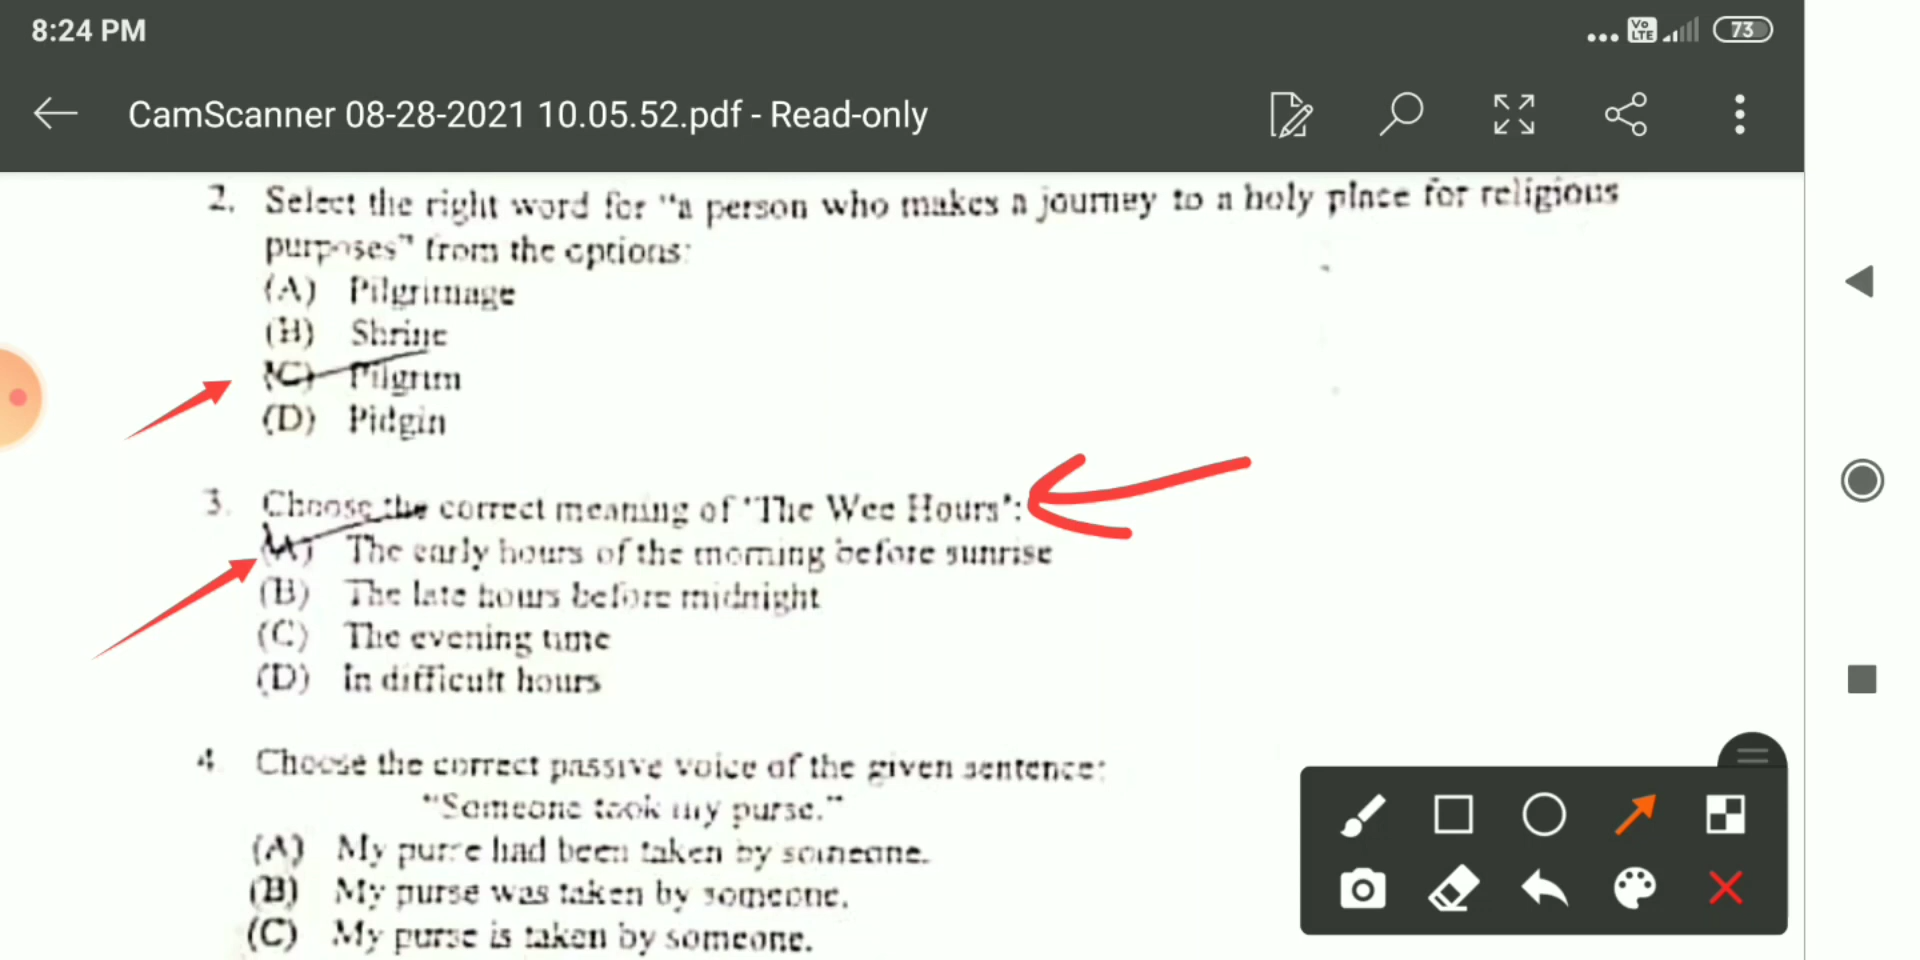 8:24 PM
Vo LTE
73
CamScanner 08-28-2021 10.05.52.pdf - Read-only
2. Select the right word for "a person who makes a journey to a holy place for religious
purposes" from the options:
(A) Pilgrimage
(B) Shrine
(C) Pilgrim
(D) Pidgin
3. Choose the correct meaning of 'The Wee Hours':
(A) The early hours of the morning before sunrise
(B) The late hours before midnight
(C) The evening time
(D) In difficult hours
4. Choose the correct passive voice of the given sentence:
"Someone took my purse."
(A) My purse had been taken by someone.
(B) My purse was taken by someone.
(C) My purse is taken by someone.